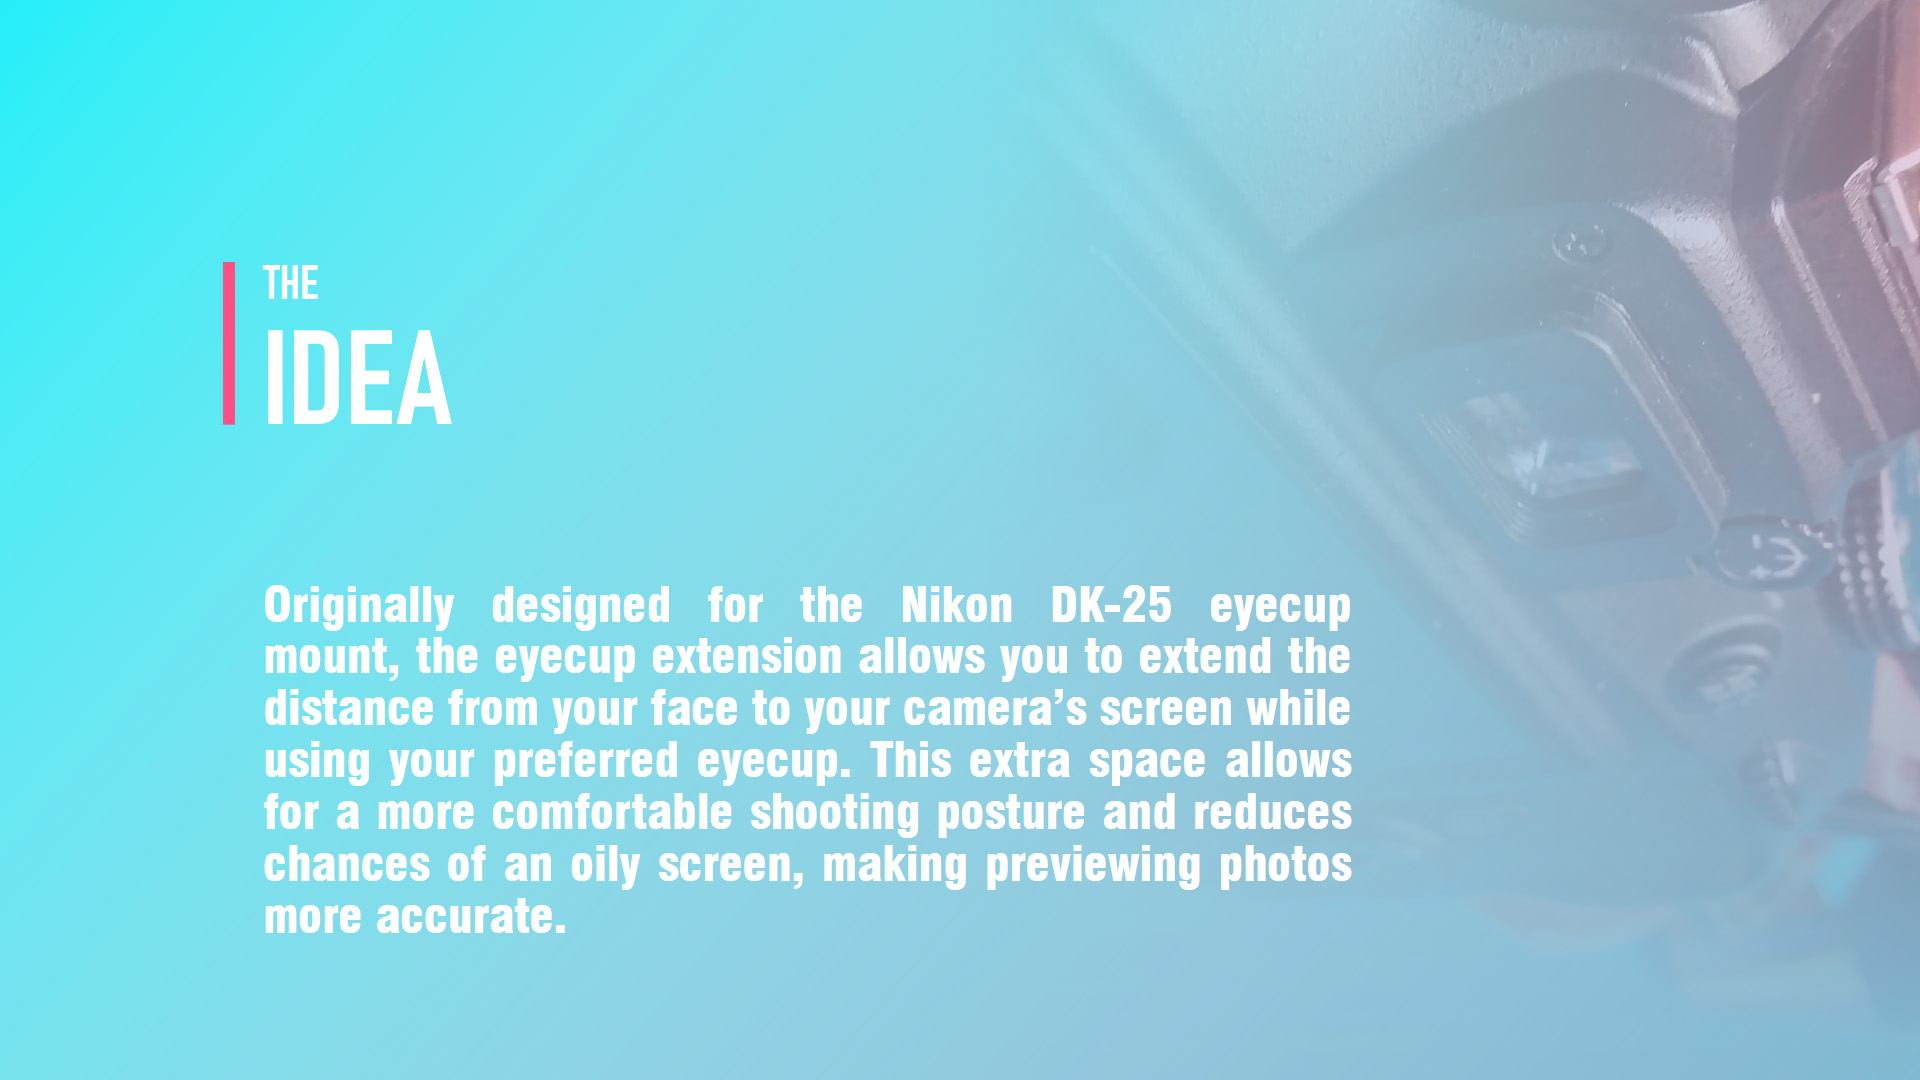 THE
IDEA
Originally designed for the Nikon DK-25 eyecup
mount, the eyecup extension allows you to extend the
distance from your face to your camera’s screen while
using your preferred eyecup. This extra space allows
for a more comfortable shooting posture and reduces
chances of an oily screen, making previewing photos
more accurate.